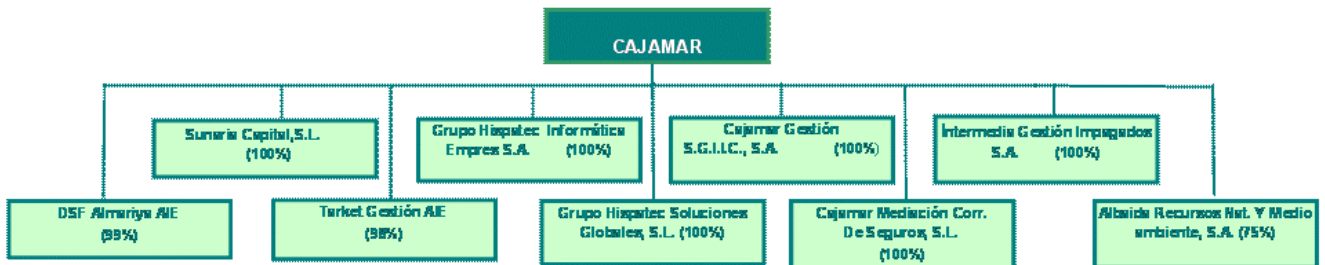 CAJAMAR
Sunaria Capital,S.L.
(100%)
Grupo Hispatec Informática
Empres S.A. (100%)
Cajamar Gestión
S.G.I.I.C., S.A. (100%)
Intermedia Gestión Impagados
S.A. (100%)
DSF Almariya AIE
(99%)
Tarket Gestión AIE
(98%)
Grupo Hispatec Soluciones
Globales, S.L. (100%)
Cajamar Mediación Corr.
De Seguros, S.L.
(100%)
Albaida Recursos Nat. Y Medio
ambiente, S.A. (75%)